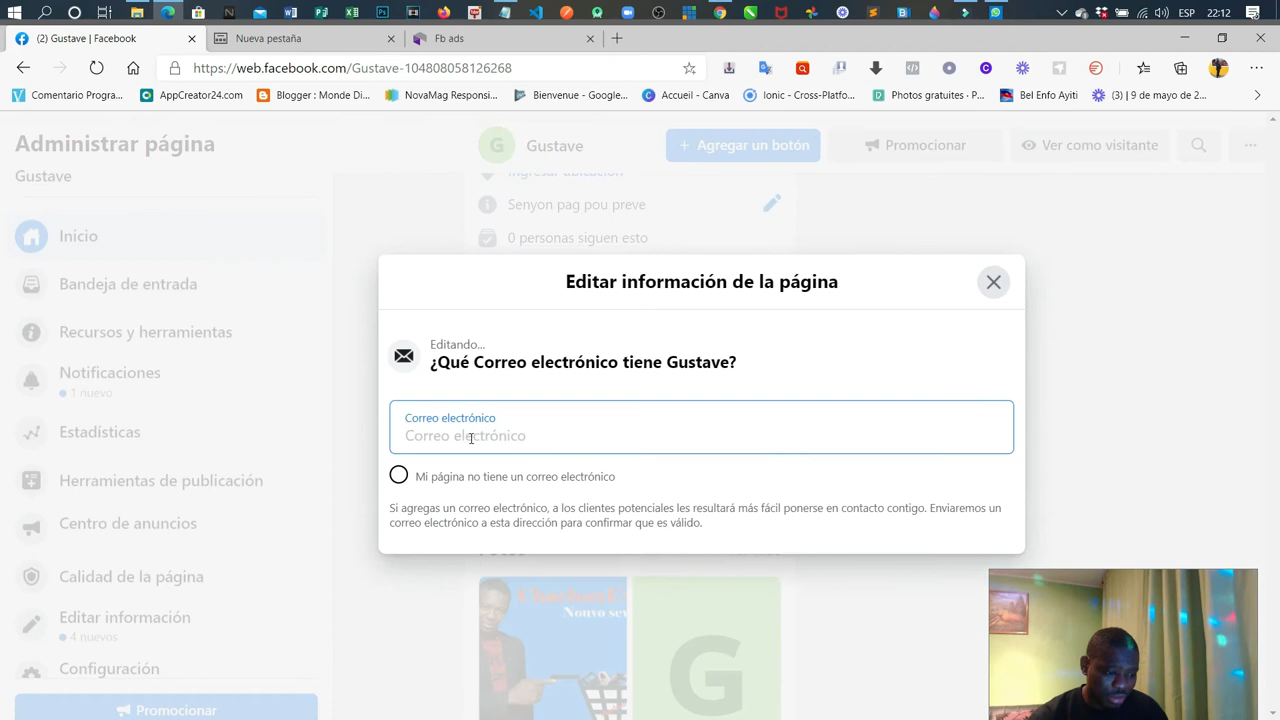 ESP
22:12
(2) Gustave | Facebook
Nueva pestaña
Fb ads
https://web.facebook.com/Gustave-104808058126268
Comentario Progra...
AppCreator24.com
Blogger : Monde Di...
NovaMag Responsi...
Bienvenue - Google...
Accueil - Canva
Ionic - Cross-Platfo...
Photos gratuites - P...
Bel Enfo Ayiti
(3) | 9 de mayo de 2...
Administrar página
Gustave
Inicio
Bandeja de entrada
Recursos y herramientas
Notificaciones
1 nuevo
Estadísticas
Herramientas de publicación
Centro de anuncios
Calidad de la página
Editar información
4 nuevos
Configuración
Promocionar
G
Gustave
+ Agregar un botón
Promocionar
Ver como visitante
Ingresar ubicación
Senyon pag pou preve
0 personas siguen esto
Editar información de la página
Editando...
¿Qué Correo electrónico tiene Gustave?
Correo electrónico
Correo electrónico
Mi página no tiene un correo electrónico
Si agregas un correo electrónico, a los clientes potenciales les resultará más fácil ponerse en contacto contigo. Enviaremos un
correo electrónico a esta dirección para confirmar que es válido.
G